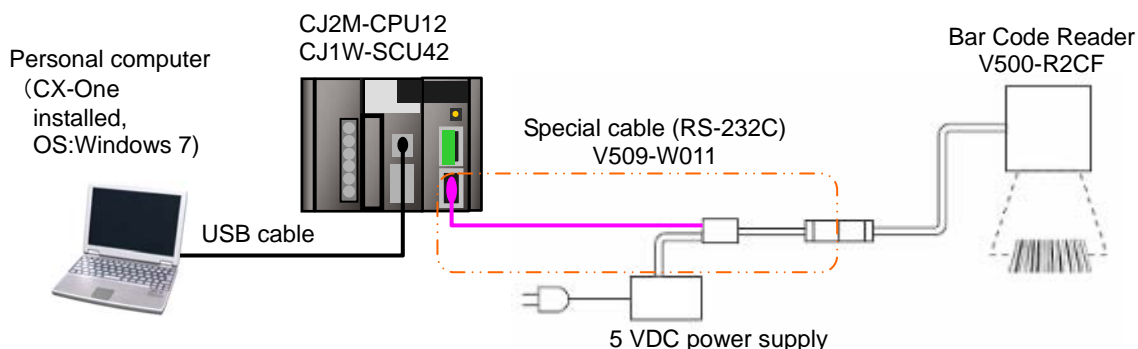 CJ2M-CPU12
CJ1W-SCU42
Personal computer
（CX-One
installed,
OS:Windows 7)
Bar Code Reader
V500-R2CF
Special cable (RS-232C)
V509-W011
USB cable
5 VDC power supply